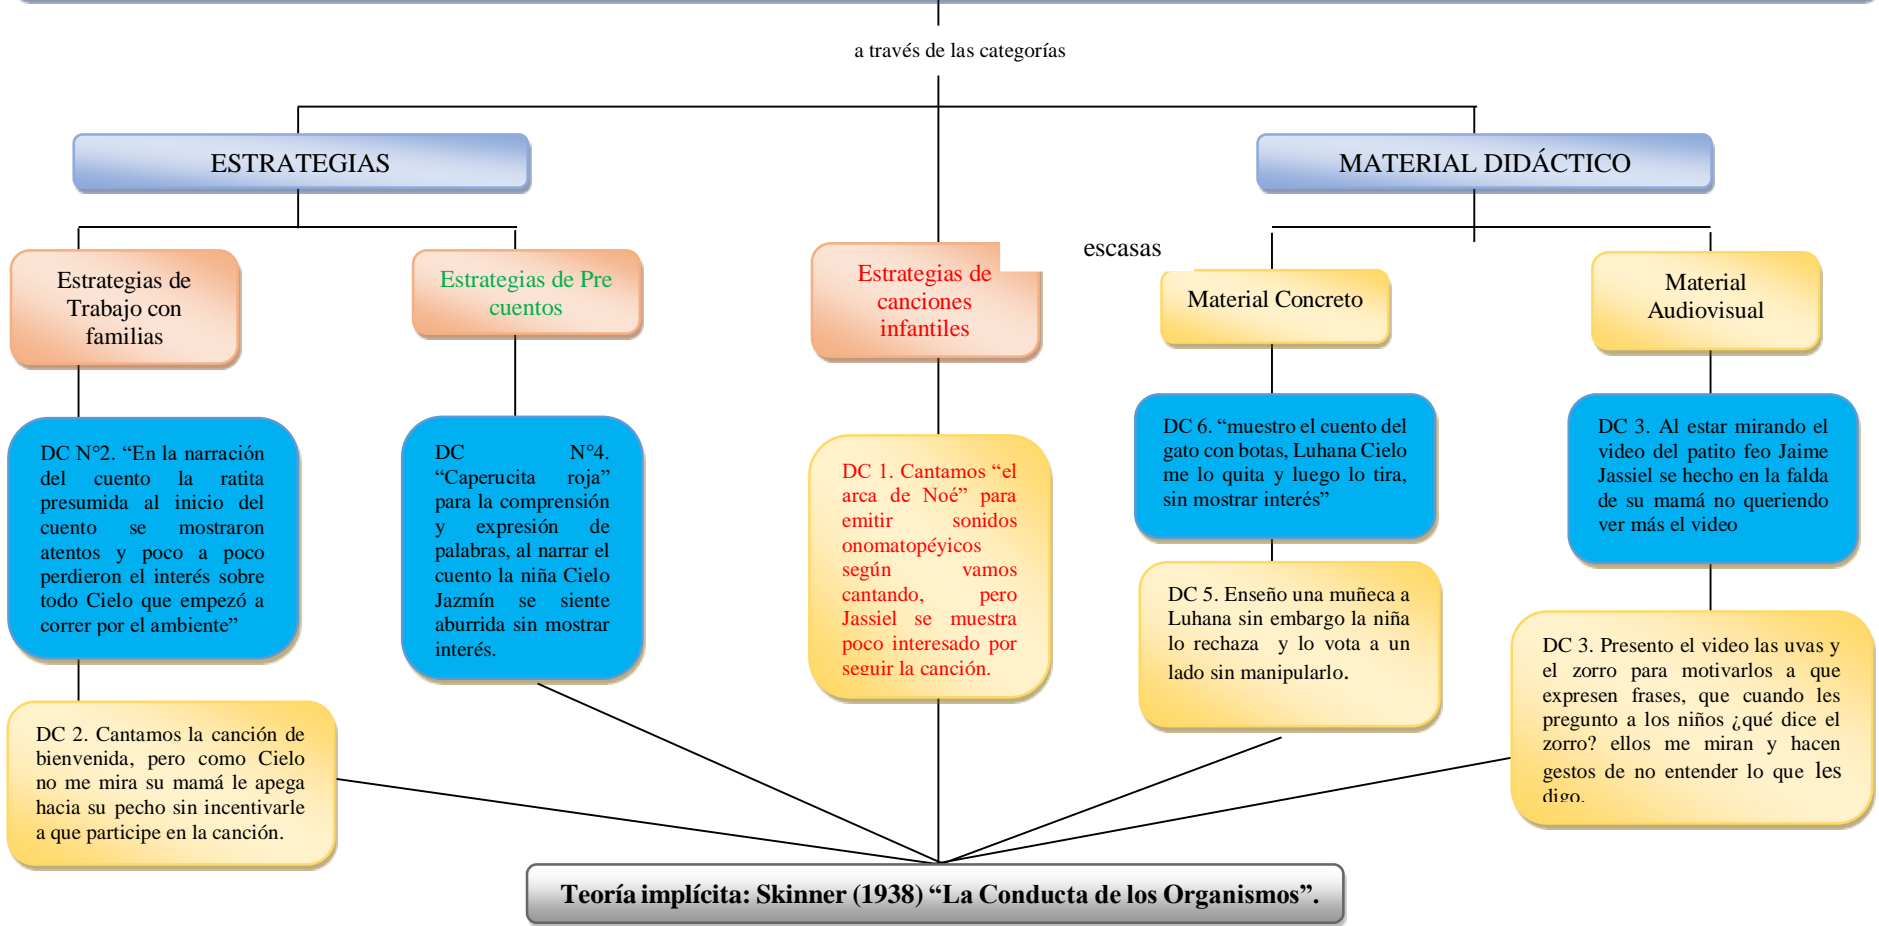 a través de las categorías
ESTRATEGIAS
MATERIAL DIDÁCTICO
Estrategias de
Trabajo con
familias
Estrategias de Pre
cuentos
Estrategias de
canciones
infantiles
escasas
Material Concreto
Material
Audiovisual
DC N°2. “En la narración
del cuento la ratita
presumida al inicio del
cuento se mostraron
atentos y poco a poco
perdieron el interés sobre
todo Cielo que empezó a
correr por el ambiente”
DC N°4.
“Caperucita roja”
para la comprensión
y expresión de
palabras, al narrar el
cuento la niña Cielo
Jazmín se siente
aburrida sin mostrar
interés.
DC 1. Cantamos “el
arca de Noé” para
emitir sonidos
onomatopéyicos
según vamos
cantando, pero
Jassiel se muestra
poco interesado por
seguir la canción.
DC 6. “muestro el cuento del
gato con botas, Luhana Cielo
me lo quita y luego lo tira,
sin mostrar interés”
DC 3. Al estar mirando el
video del patito feo Jaime
Jassiel se hecho en la falda
de su mamá no queriendo
ver más el video
DC 2. Cantamos la canción de
bienvenida, pero como Cielo
no me mira su mamá le apega
hacia su pecho sin incentivarle
a que participe en la canción.
DC 5. Enseño una muñeca a
Luhana sin embargo la niña
lo rechaza y lo vota a un
lado sin manipularlo.
DC 3. Presento el video las uvas y
el zorro para motivarlos a que
expresen frases, que cuando les
pregunto a los niños ¿qué dice el
zorro? ellos me miran y hacen
gestos de no entender lo que les
digo.
Teoría implícita: Skinner (1938) “La Conducta de los Organismos”.